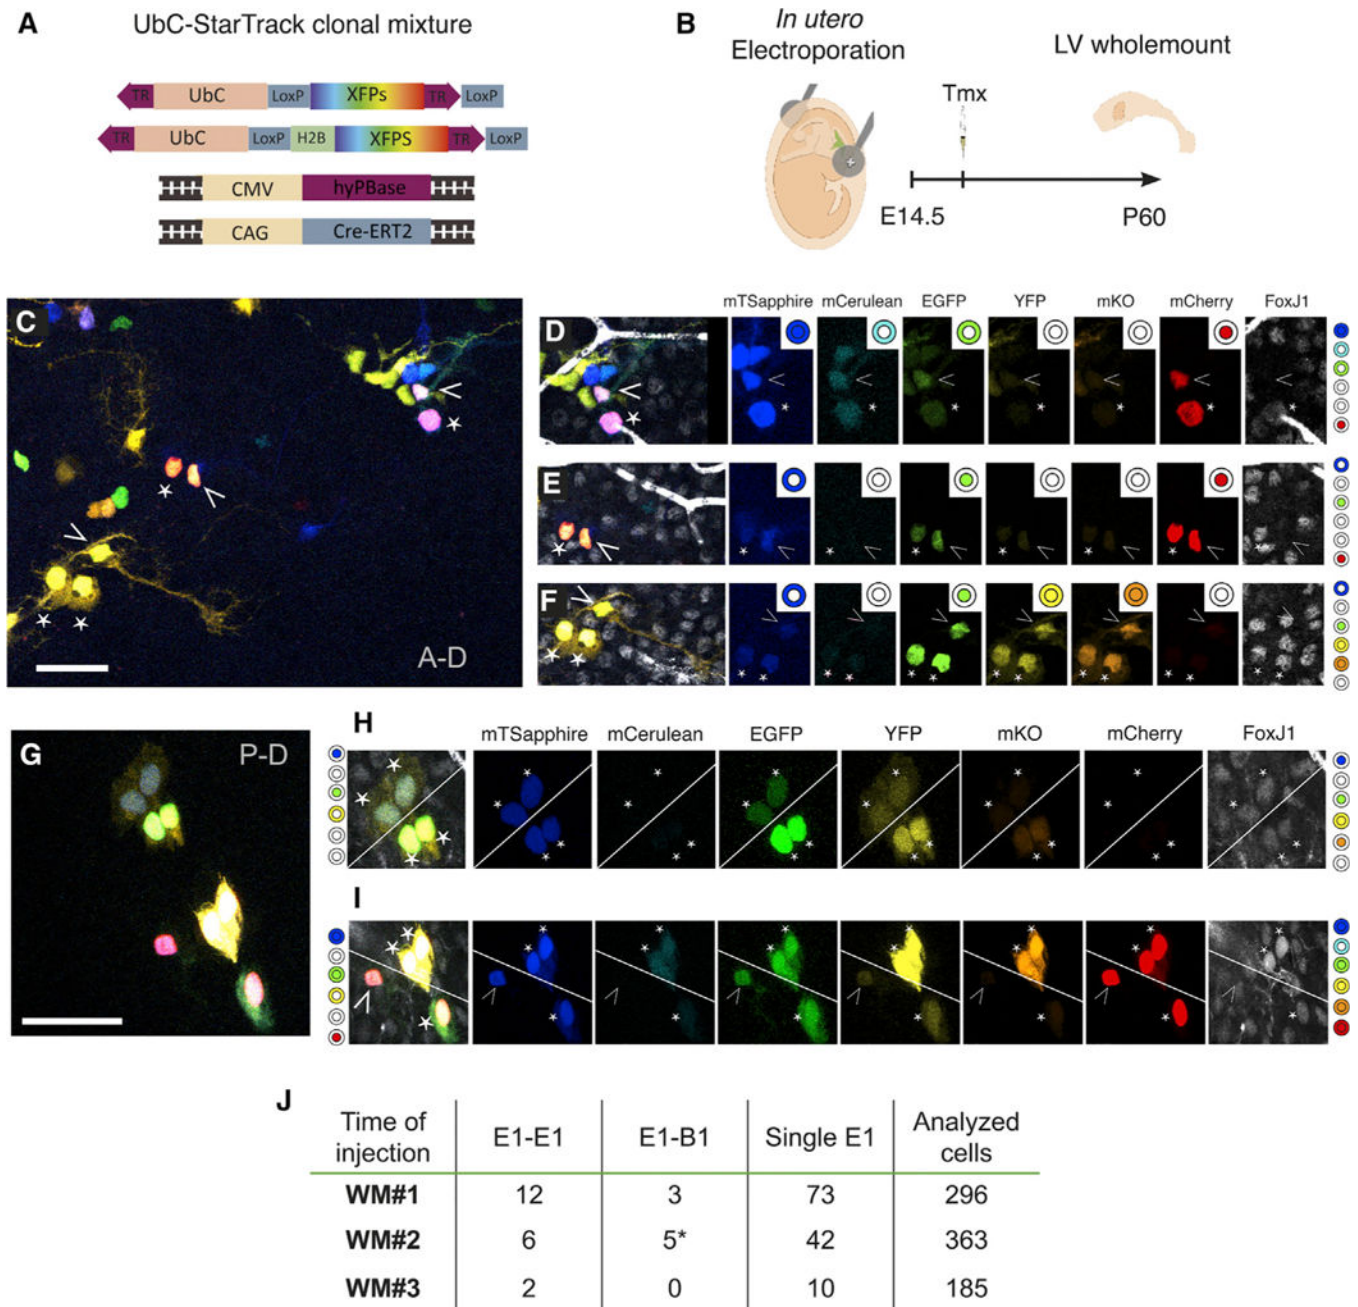 A
UbC-StarTrack clonal mixture
TR UbC LoxP XFPs TR LoxP
TR UbC LoxP H2B XFPS TR LoxP
CMV hyPBase
CAG Cre-ERT2
B
In utero
Electroporation
LV wholemount
Tmx
+
E14.5 P60
C
A-D
mTSapphire mCerulean EGFP YFP mKO mCherry FoxJ1
D
E
F
G
P-D
H
mTSapphire mCerulean EGFP YFP mKO mCherry FoxJ1
I
J
Time of injection E1-E1 E1-B1 Single E1 Analyzed cells
WM#1 12 3 73 296
WM#2 6 5* 42 363
WM#3 2 0 10 185